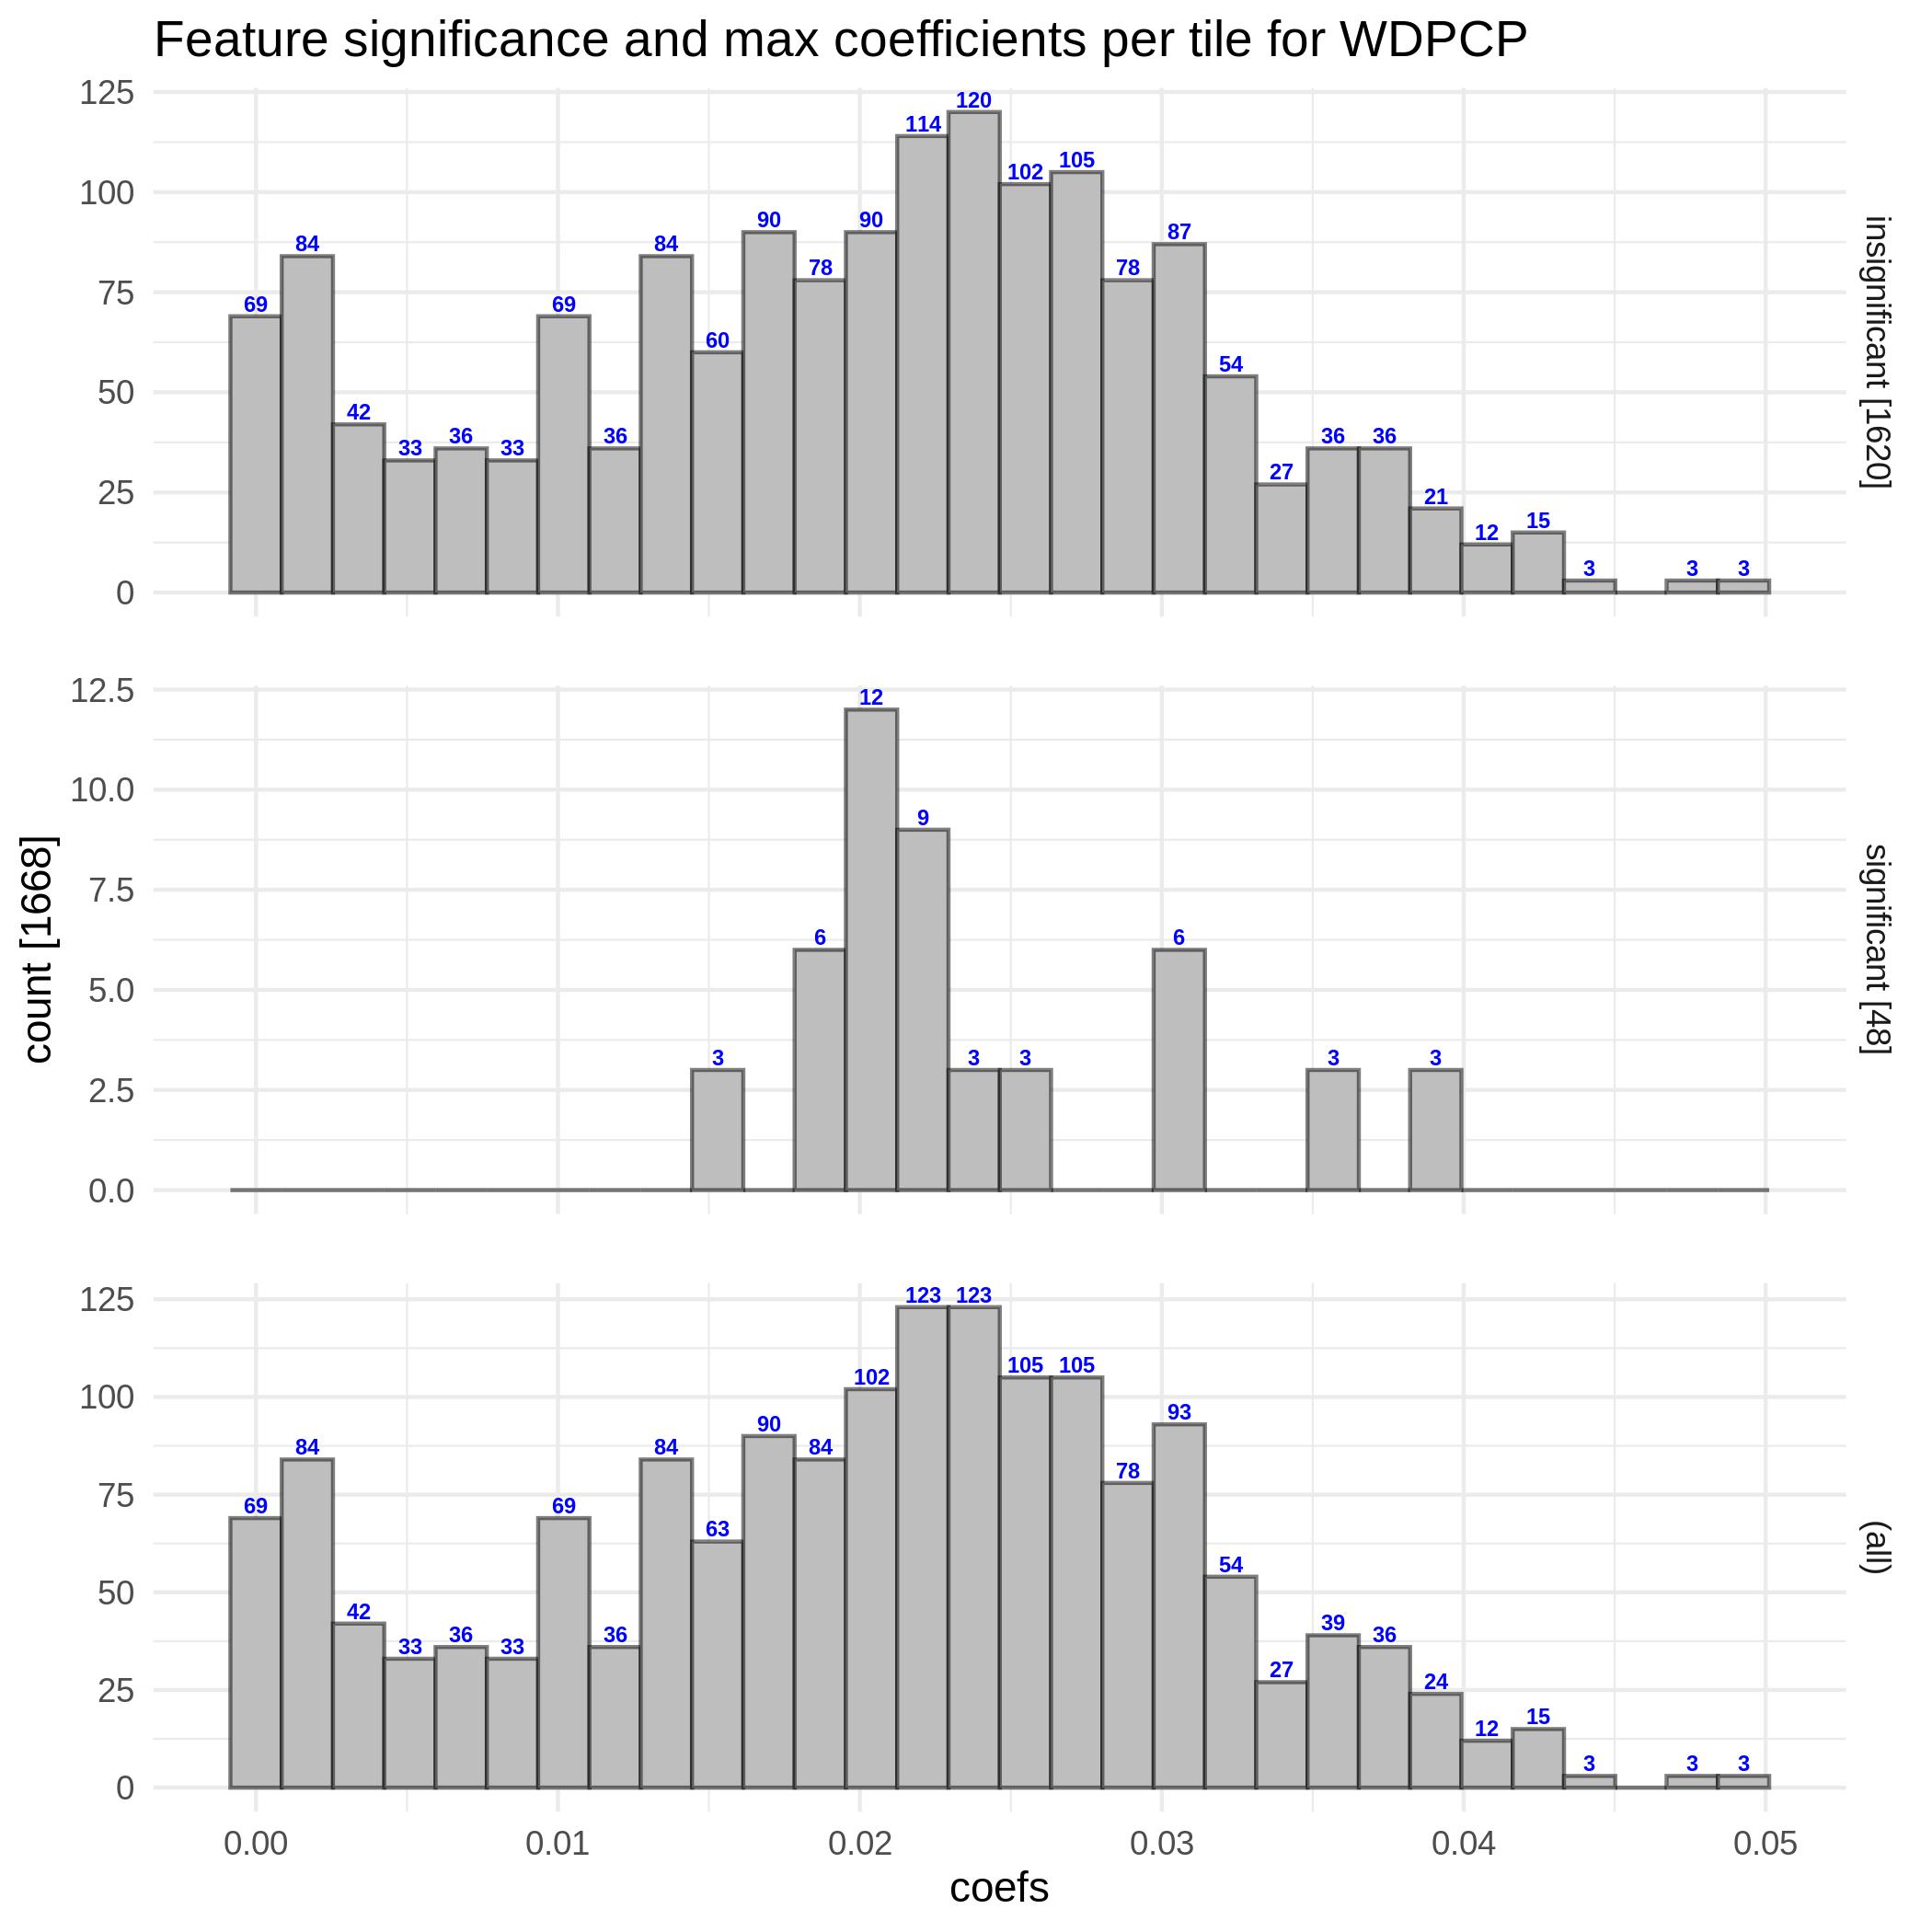 Feature significance and max coefficients per tile for WDPCP
125
100
75
50
25
0
69 84 42 33 36 33 69 36 84 60 90 78 90 114 120 102 105 78 87 54 27 36 36 21 12 15 3 3 3
insignificant [1620]
count [1668]
12.5
10.0
7.5
5.0
2.5
0.0
3 6 12 9 3 3 6 3 3
significant [48]
125
100
75
50
25
0
69 84 42 33 36 33 69 36 84 63 90 84 102 123 123 105 105 78 93 54 27 39 36 24 12 15 3 3 3
(all)
0.00 0.01 0.02 0.03 0.04 0.05
coefs